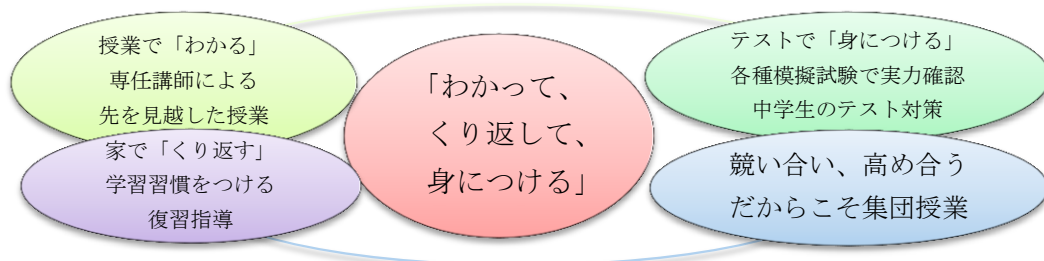 授業で「わかる」
専任講師による
先を見越した授業
家で「くり返す」
学習習慣をつける
復習指導
「わかって、
くり返して、
身につける」
テストで「身につける」
各種模擬試験で実力確認
中学生のテスト対策
競い合い、高め合う
だからこそ集団授業